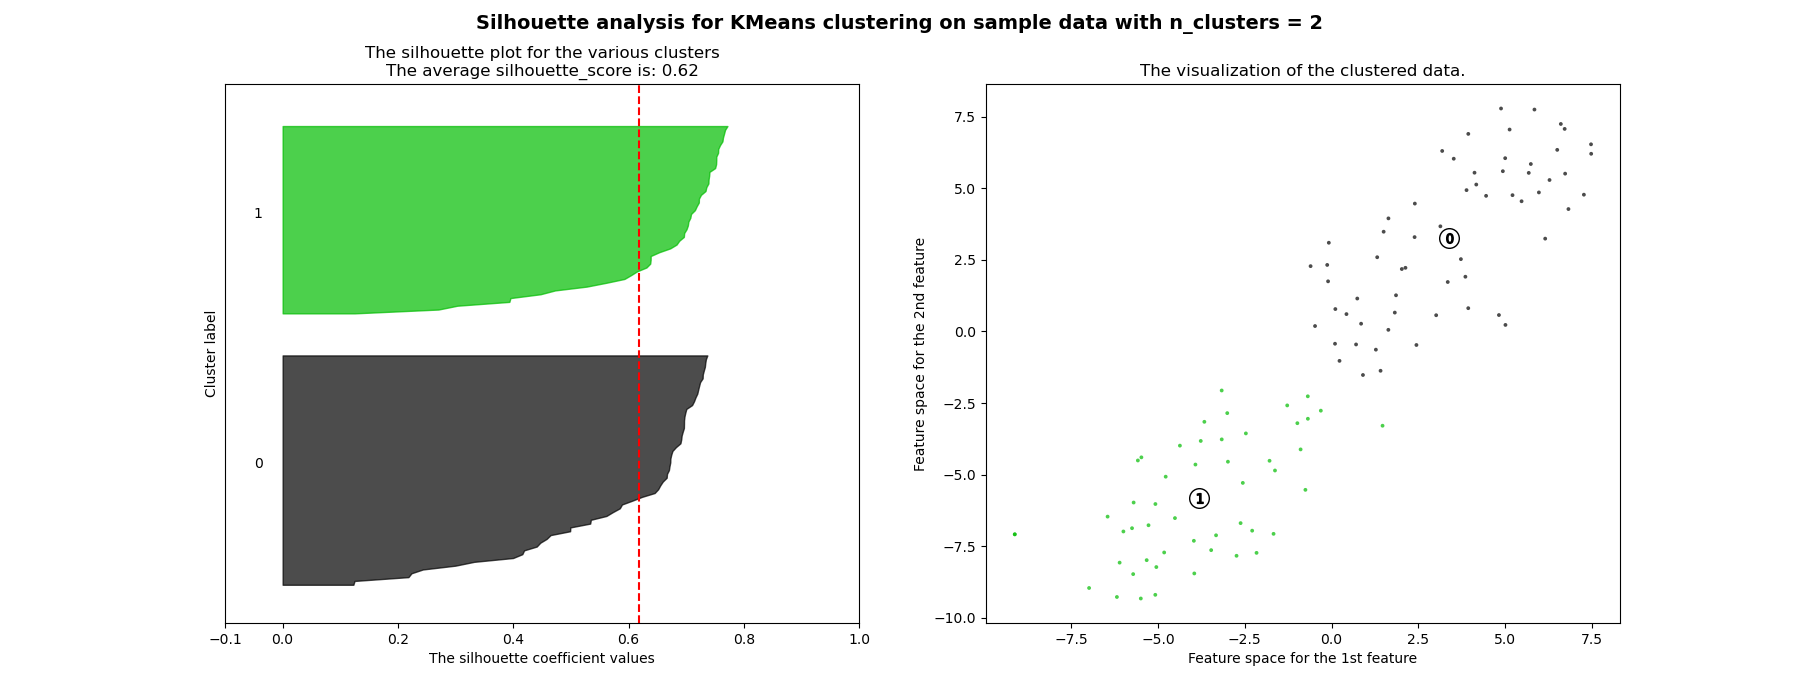 Silhouette analysis for KMeans clustering on sample data with n_clusters = 2
The silhouette plot for the various clusters
The average silhouette_score is: 0.62
1
0
Cluster label
−0.1 0.0 0.2 0.4 0.6 0.8 1.0
The silhouette coefficient values
The visualization of the clustered data.
7.5
5.0
2.5
0.0
−2.5
−5.0
−7.5
−10.0
Feature space for the 2nd feature
0
1
−7.5 −5.0 −2.5 0.0 2.5 5.0 7.5
Feature space for the 1st feature